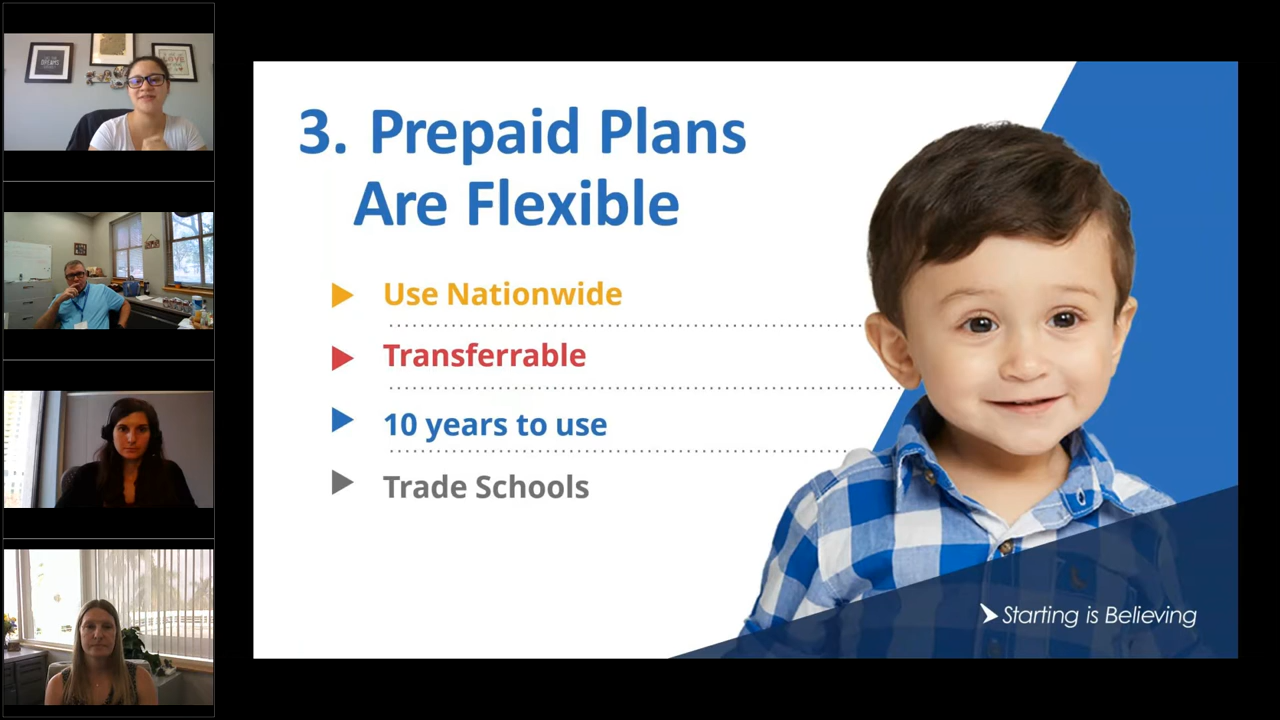 3. Prepaid Plans
Are Flexible
Use Nationwide
Transferrable
10 years to use
Trade Schools
Starting is Believing